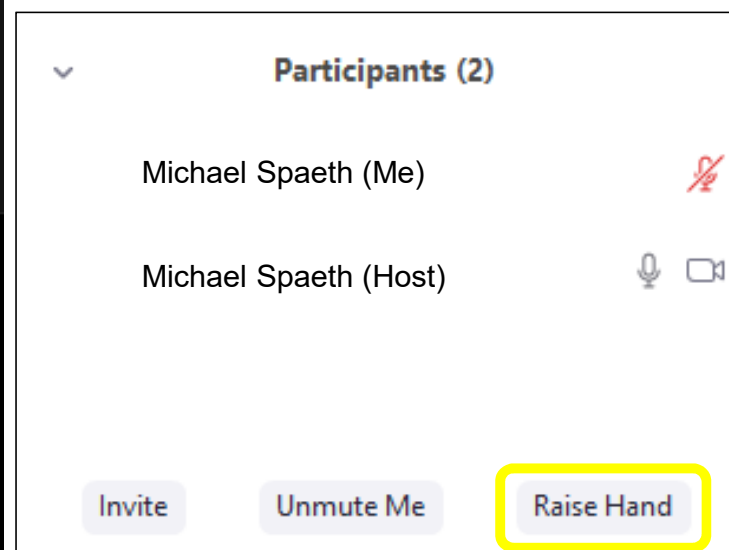 Participants (2)
Michael Spaeth (Me)
Michael Spaeth (Host)
Invite Unmute Me Raise Hand